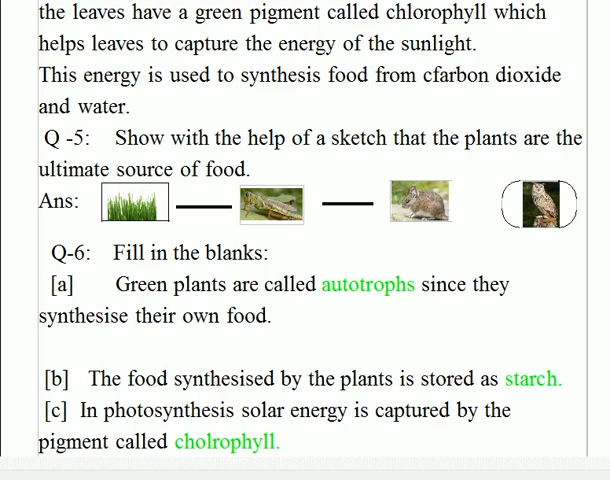 the leaves have a green pigment called chlorophyll which
helps leaves to capture the energy of the sunlight.
This energy is used to synthesis food from cfarbon dioxide
and water.
Q -5: Show with the help of a sketch that the plants are the
ultimate source of food.
Ans:
Q-6: Fill in the blanks:
[a] Green plants are called autotrophs since they
synthesise their own food.
[b] The food synthesised by the plants is stored as starch.
[c] In photosynthesis solar energy is captured by the
pigment called cholrophyll.